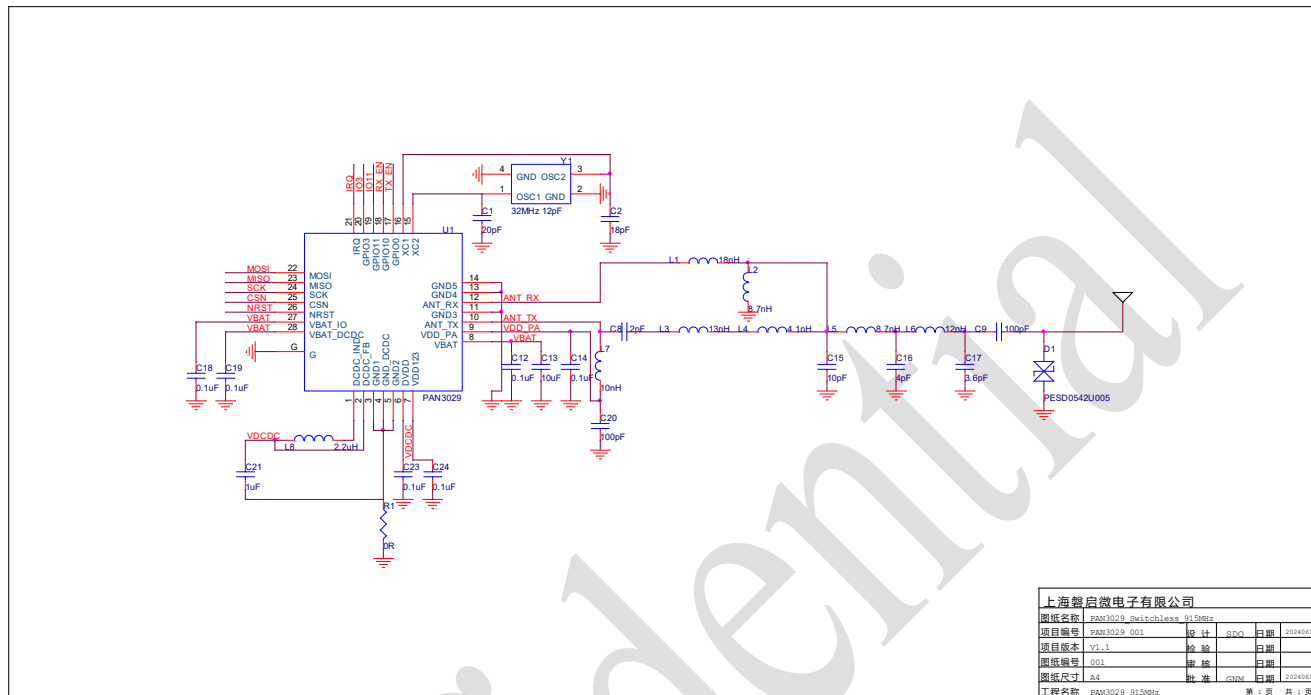 Y1
4 GND OSC2 3
1 OSC1 GND 2
32MHz 12pF
C1
20pF
C2
18pF
IRQ
IO3
IO11
RX_EN
TX_EN
21
20
19
18
17
16
15
U1
IRQ
GPIO3
GPIO11
GPIO10
GPIO0
XC1
XC2
MOSI 22 MOSI
MISO 23 MISO
SCK 24 SCK
CSN 25 CSN
NRST 26 NRST
VBAT 27 VBAT_IO
VBAT 28 VBAT_DCDC
G G
GND5 14
GND4 13
ANT_RX 12 ANT_RX
GND3 11
ANT_TX 10 ANT_TX
VDD_PA 9 VDD_PA
VBAT 8 VBAT
DCDC_IND
DCDC_FB
GND1
GND_DCDC
GND2
DVDD
VDD123
1
2
3
4
5
6
7
PAN3029
L1 18nH
L2
8.7nH
C8 2pF
L3 13nH
L4 4.1nH
L5 8.7nH
L6 12nH
C9 100pF
L7
10nH
C12
0.1uF
C13
10uF
C14
0.1uF
C15
10pF
C16
4pF
C17
3.6pF
D1
PESD0542U005
C18
0.1uF
C19
0.1uF
C20
100pF
VDCDC
L8 2.2uH
C21
1uF
VDCDC
C23
0.1uF
C24
0.1uF
R1
0R
idential
上海磐启微电子有限公司
图纸名称 PAN3029_Switchless_915MHz
项目编号 PAN3029_001 设 计 SDO 日期
项目版本 V1.1 检 验 日期
图纸编号 001 审 核 日期
图纸尺寸 A4 批 准 GNM 日期
工程名称 PAN3029_915MHz 第 1 页 共 1 页